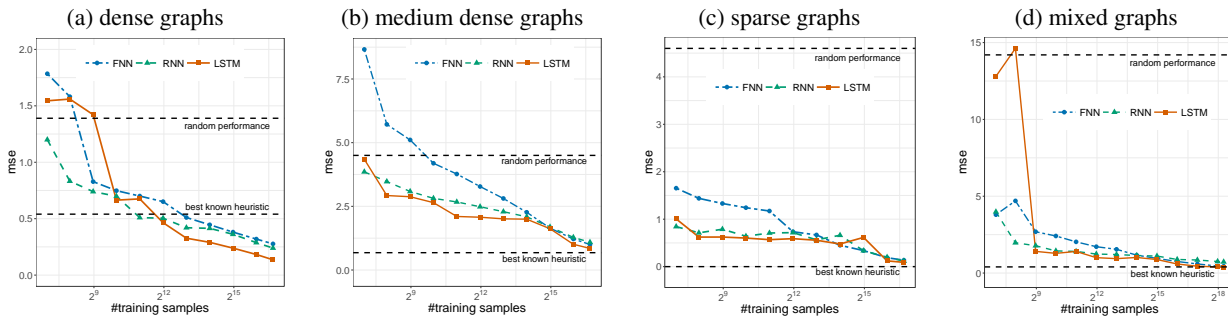 (a) dense graphs
2.0
1.5
1.0
0.5
0.0
mse
FNN RNN LSTM
random performance
best known heuristic
2^9 2^12 2^15
#training samples
(b) medium dense graphs
7.5
5.0
2.5
0.0
mse
FNN RNN LSTM
random performance
best known heuristic
2^9 2^12 2^15
#training samples
(c) sparse graphs
4
3
2
1
0
mse
random performance
FNN RNN LSTM
best known heuristic
2^9 2^12 2^15
#training samples
(d) mixed graphs
15
10
5
0
mse
random performance
FNN RNN LSTM
best known heuristic
2^9 2^12 2^15 2^18
#training samples